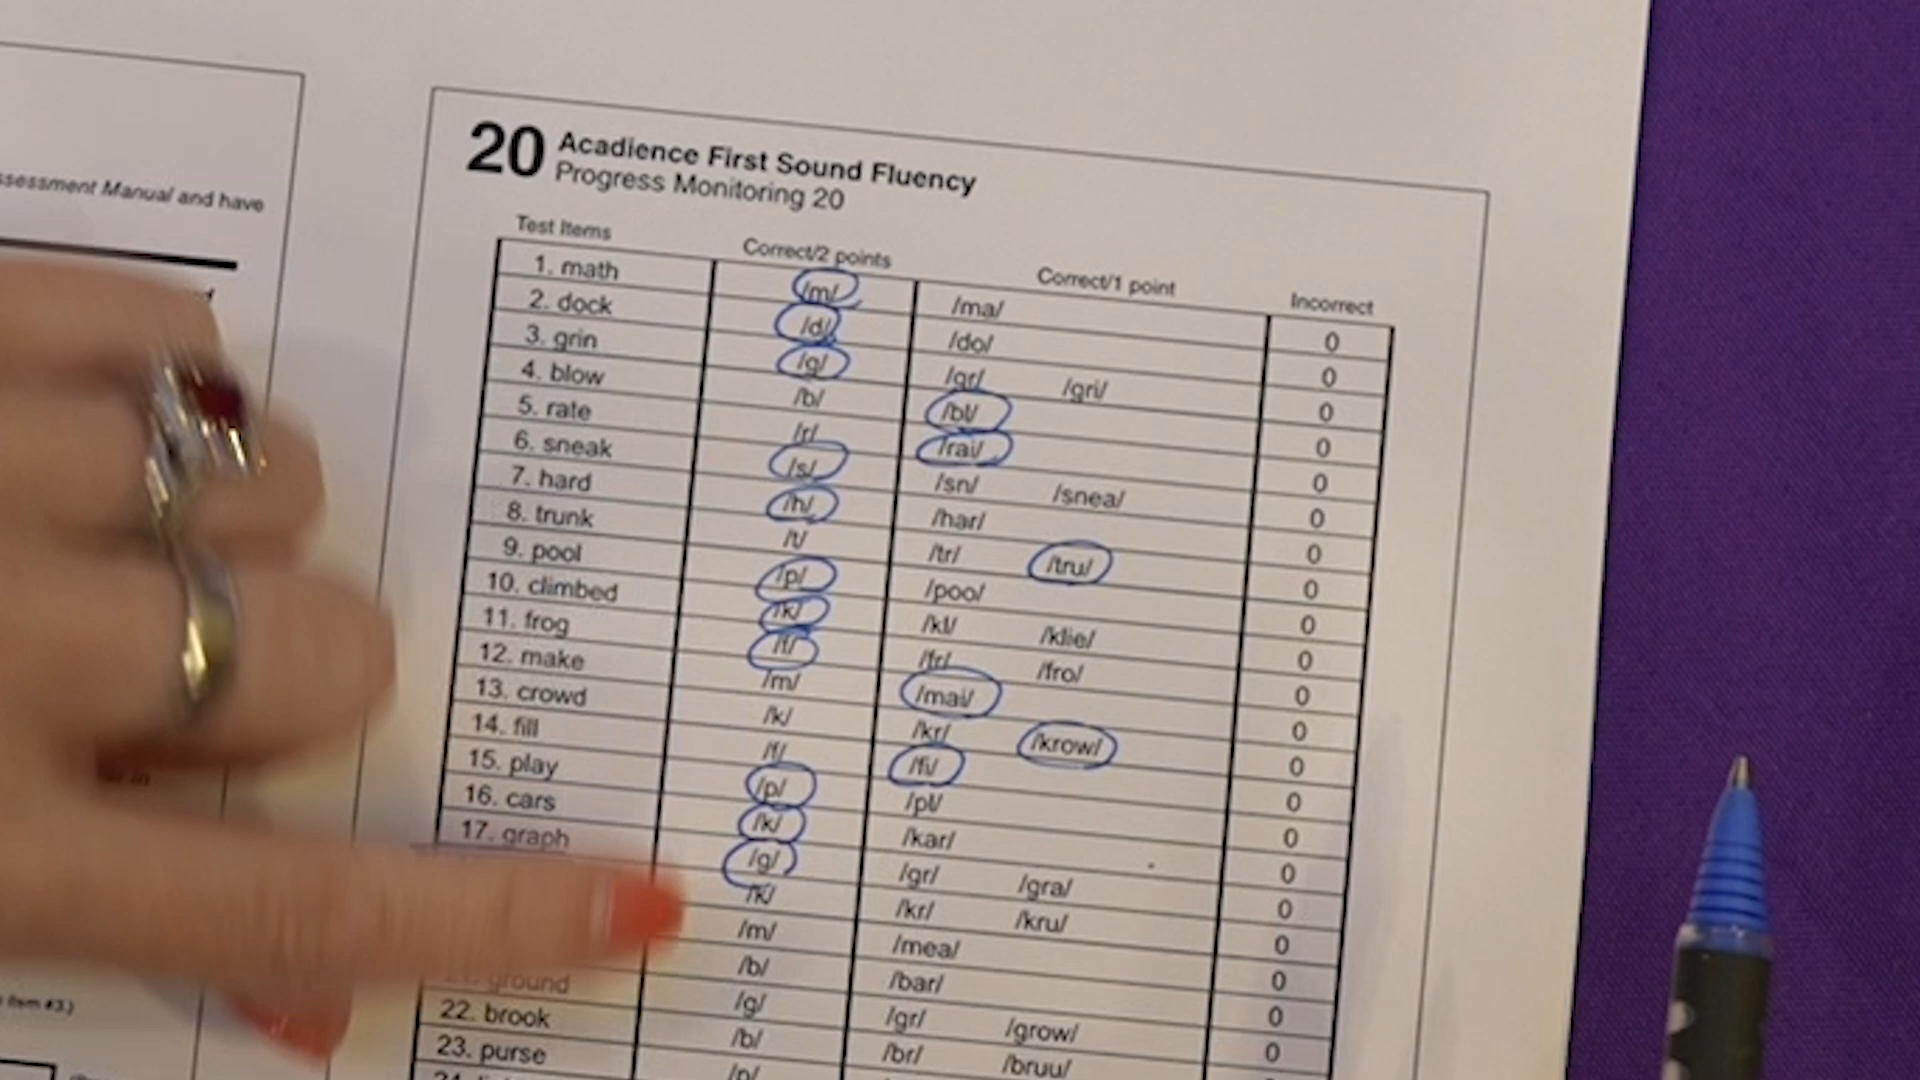 ssessment Manual and have
20 Acadience First Sound Fluency
Progress Monitoring 20
Test Items Correct/2 points Correct/1 point Incorrect
1. math /m/ /ma/ 0
2. dock /d/ /do/ 0
3. grin /g/ /gr/ /gri/ 0
4. blow /b/ /bl/ 0
5. rate /r/ /rai/ 0
6. sneak /s/ /sn/ /snea/ 0
7. hard /h/ /har/ 0
8. trunk /t/ /tr/ /tru/ 0
9. pool /p/ /poo/ 0
10. climbed /k/ /kl/ /klie/ 0
11. frog /f/ /fr/ /fro/ 0
12. make /m/ /mai/ 0
13. crowd /k/ /kr/ /krow/ 0
14. fill /f/ /fi/ 0
15. play /p/ /pl/ 0
16. cars /k/ /kar/ 0
17. graph /g/ /gr/ /gra/ 0
/k/ /kr/ /kru/ 0
/m/ /mea/ 0
/b/ /bar/ 0
ground /g/ /gr/ /grow/ 0
22. brook /b/ /br/ /bruu/
23. purse /p/
item #3.)